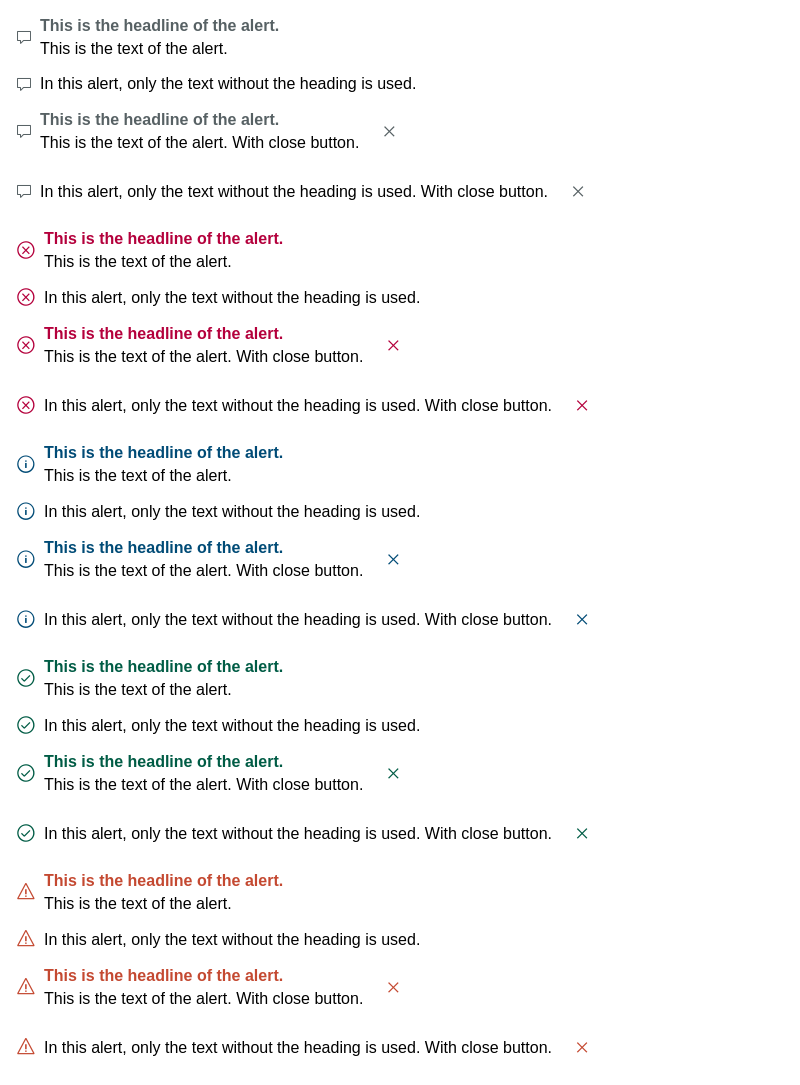 This is the headline of the alert.
This is the text of the alert.
In this alert, only the text without the heading is used.
This is the headline of the alert.
This is the text of the alert. With close button.
In this alert, only the text without the heading is used. With close button.
This is the headline of the alert.
This is the text of the alert.
In this alert, only the text without the heading is used.
This is the headline of the alert.
This is the text of the alert. With close button.
In this alert, only the text without the heading is used. With close button.
This is the headline of the alert.
This is the text of the alert.
In this alert, only the text without the heading is used.
This is the headline of the alert.
This is the text of the alert. With close button.
In this alert, only the text without the heading is used. With close button.
This is the headline of the alert.
This is the text of the alert.
In this alert, only the text without the heading is used.
This is the headline of the alert.
This is the text of the alert. With close button.
In this alert, only the text without the heading is used. With close button.
This is the headline of the alert.
This is the text of the alert.
In this alert, only the text without the heading is used.
This is the headline of the alert.
This is the text of the alert. With close button.
In this alert, only the text without the heading is used. With close button.